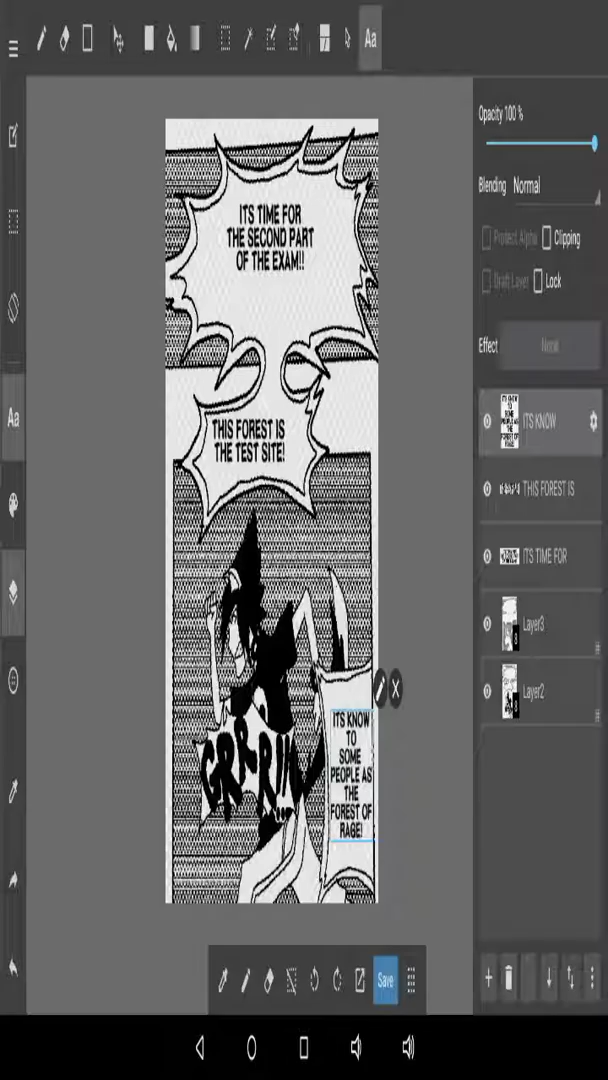 Aa
Opacity 100 %
Blending Normal
Protect Alpha Clipping
Draft Layer Lock
Effect None
ITS TIME FOR
THE SECOND PART
OF THE EXAM!!
THIS FOREST IS
THE TEST SITE!
GRRR!!!
ITS KNOW
TO
SOME
PEOPLE AS
THE
FOREST OF
RAGE!
Aa
ITS KNOW
THIS FOREST IS
ITS TIME FOR
Layer3
Layer2
Save